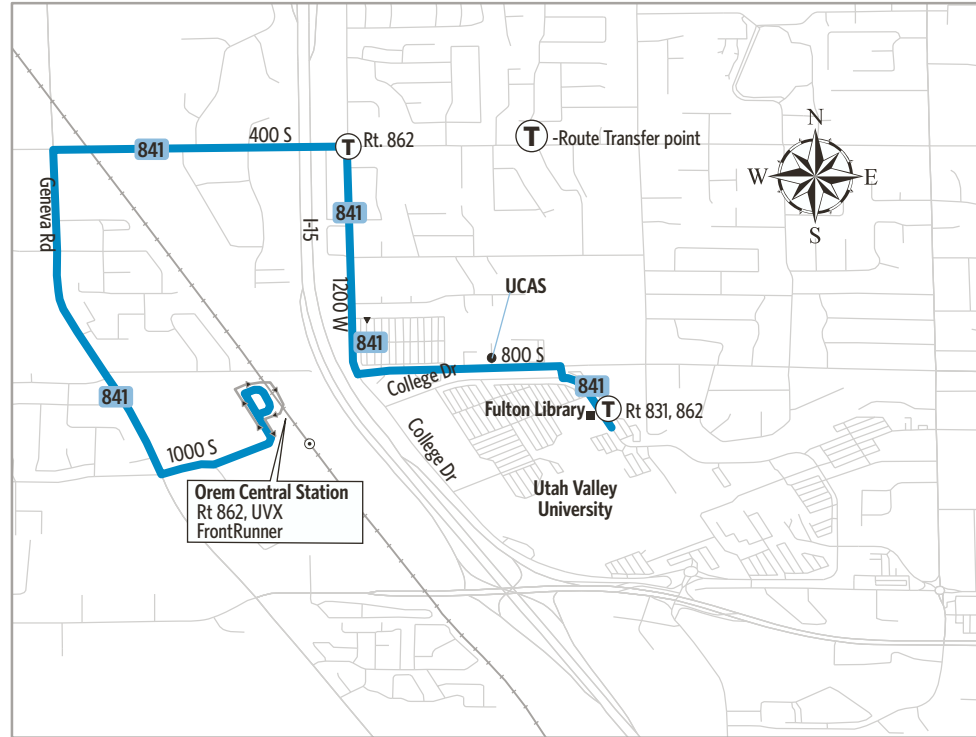 400 S
841
T
Rt. 862
T
-Route Transfer point
N
W
E
S
Geneva Rd
841
I-15
1200 W
UCAS
841
800 S
College Dr
841
841
Fulton Library
T
Rt 831, 862
College Dr
1000 S
Utah Valley
University
Orem Central Station
Rt 862, UVX
FrontRunner